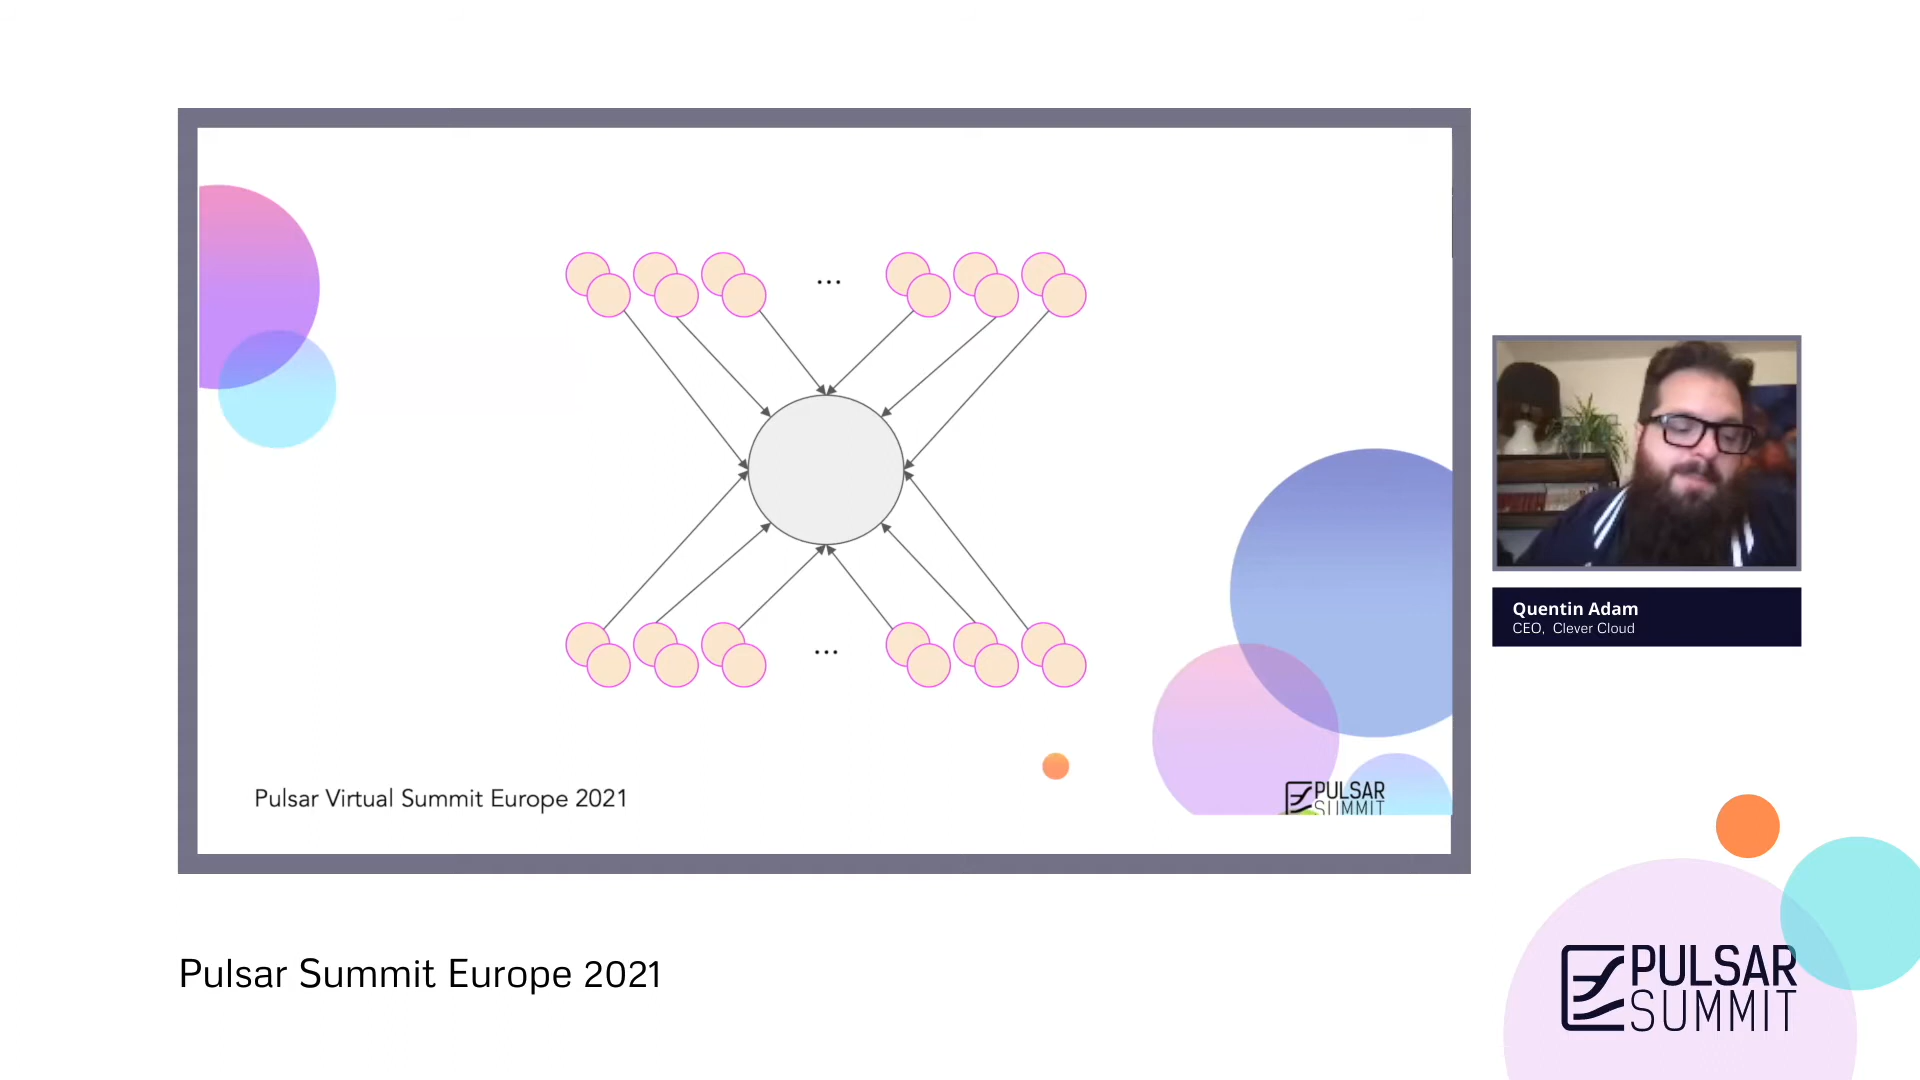 ...
...
Pulsar Virtual Summit Europe 2021
PULSAR
SUMMIT
Quentin Adam
CEO, Clever Cloud
Pulsar Summit Europe 2021
PULSAR
SUMMIT